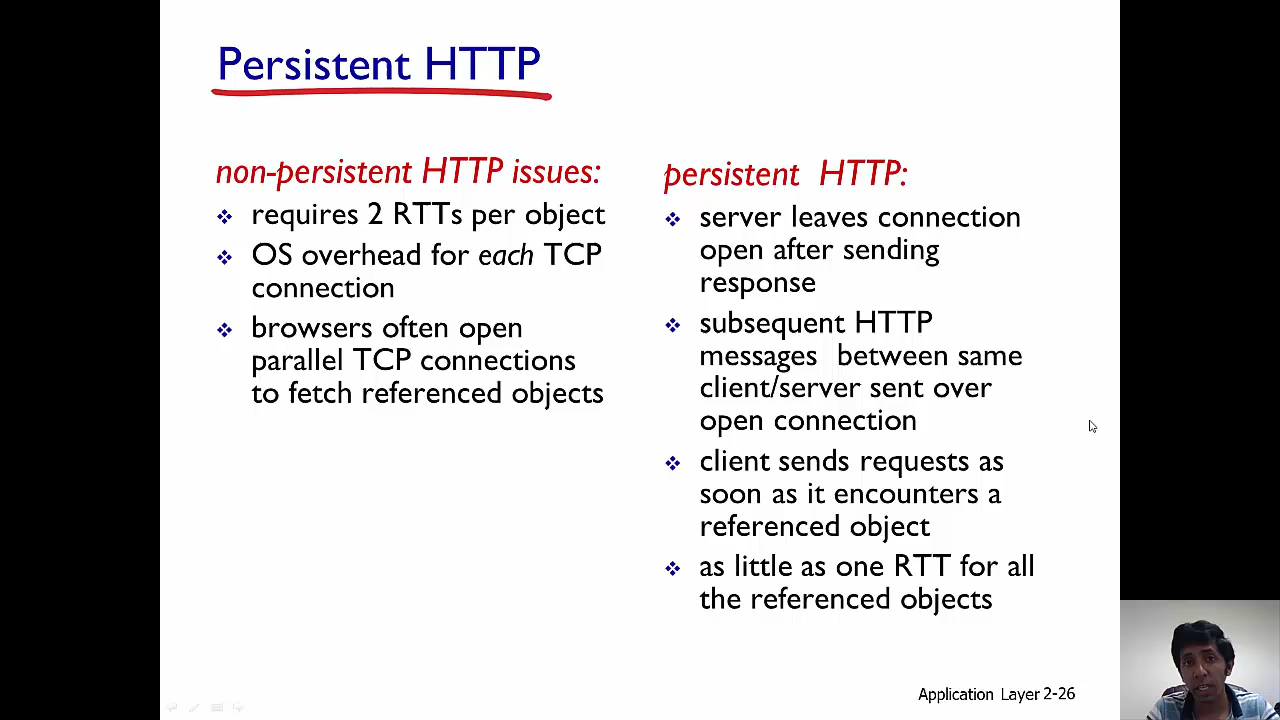 Persistent HTTP
non-persistent HTTP issues:
requires 2 RTTs per object
OS overhead for each TCP
connection
browsers often open
parallel TCP connections
to fetch referenced objects
persistent HTTP:
server leaves connection
open after sending
response
subsequent HTTP
messages between same
client/server sent over
open connection
client sends requests as
soon as it encounters a
referenced object
as little as one RTT for all
the referenced objects
Application Layer 2-26